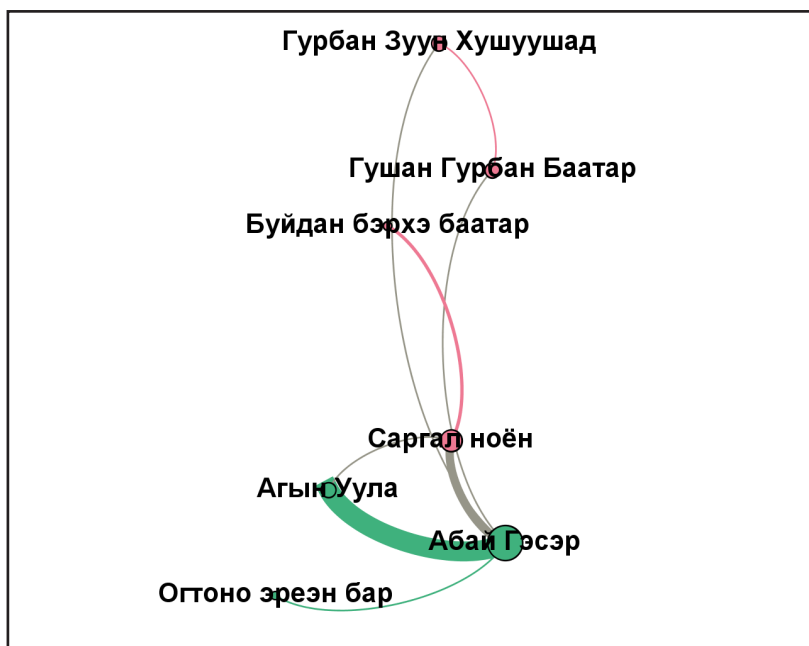 Гурбан Зуун Хушуушад
Гушан Гурбан Баатар
Буйдан бэрхэ баатар
Саргал ноён
Агын Уула
Абай Гэсэр
Огтоно эреэн бар